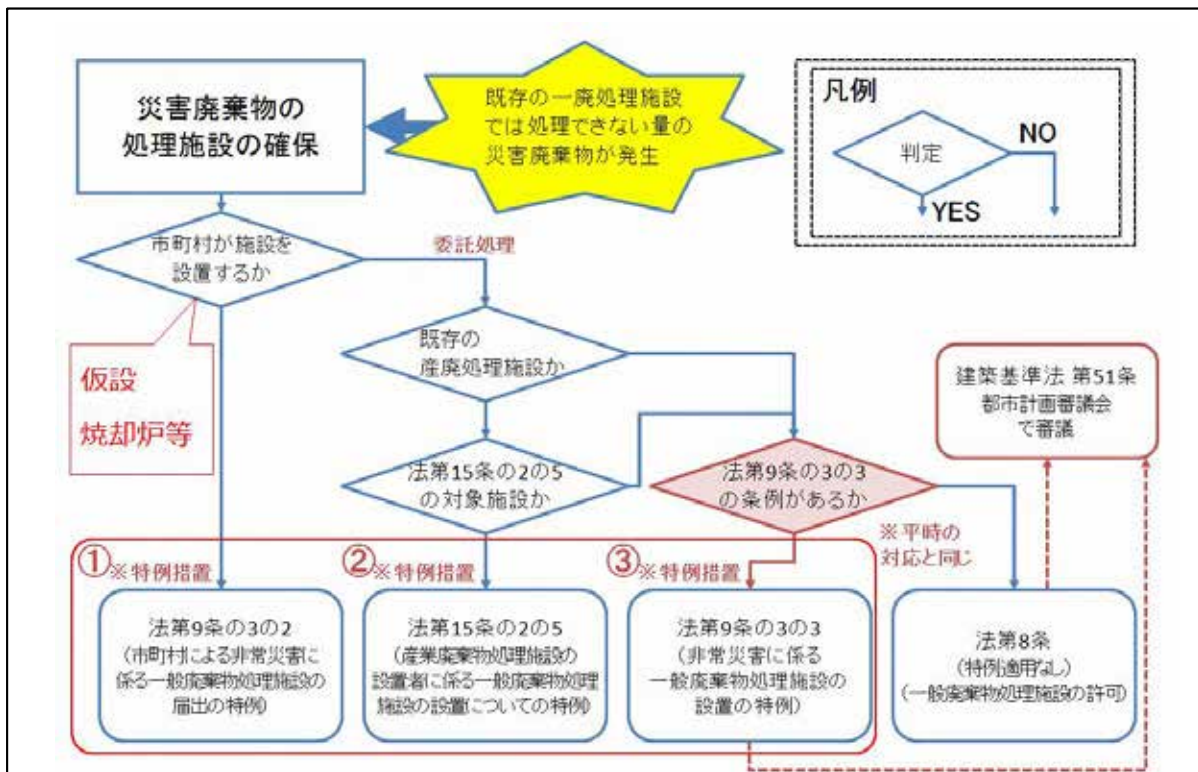 災害廃棄物の
処理施設の確保
既存の一廃処理施設
では処理できない量の
災害廃棄物が発生
凡例
判定
NO
YES
市町村が施設を
設置するか
委託処理
仮設
焼却炉等
既存の
産廃処理施設か
建築基準法 第51条
都市計画審議会
で審議
法第15条の2の5
の対象施設か
法第9条の3の3
の条例があるか
※平時の
対応と同じ
①※特例措置
②※特例措置
③※特例措置
法第9条の3の2
(市町村による非常災害に
係る一般廃棄物処理施設の
届出の特例)
法第15条の2の5
(産業廃棄物処理施設の
設置者に係る一般廃棄物処理
施設の設置についての特例)
法第9条の3の3
(非常災害に係る
一般廃棄物処理施設の
設置の特例)
法第8条
(特例適用なし)
(一般廃棄物処理施設の許可)